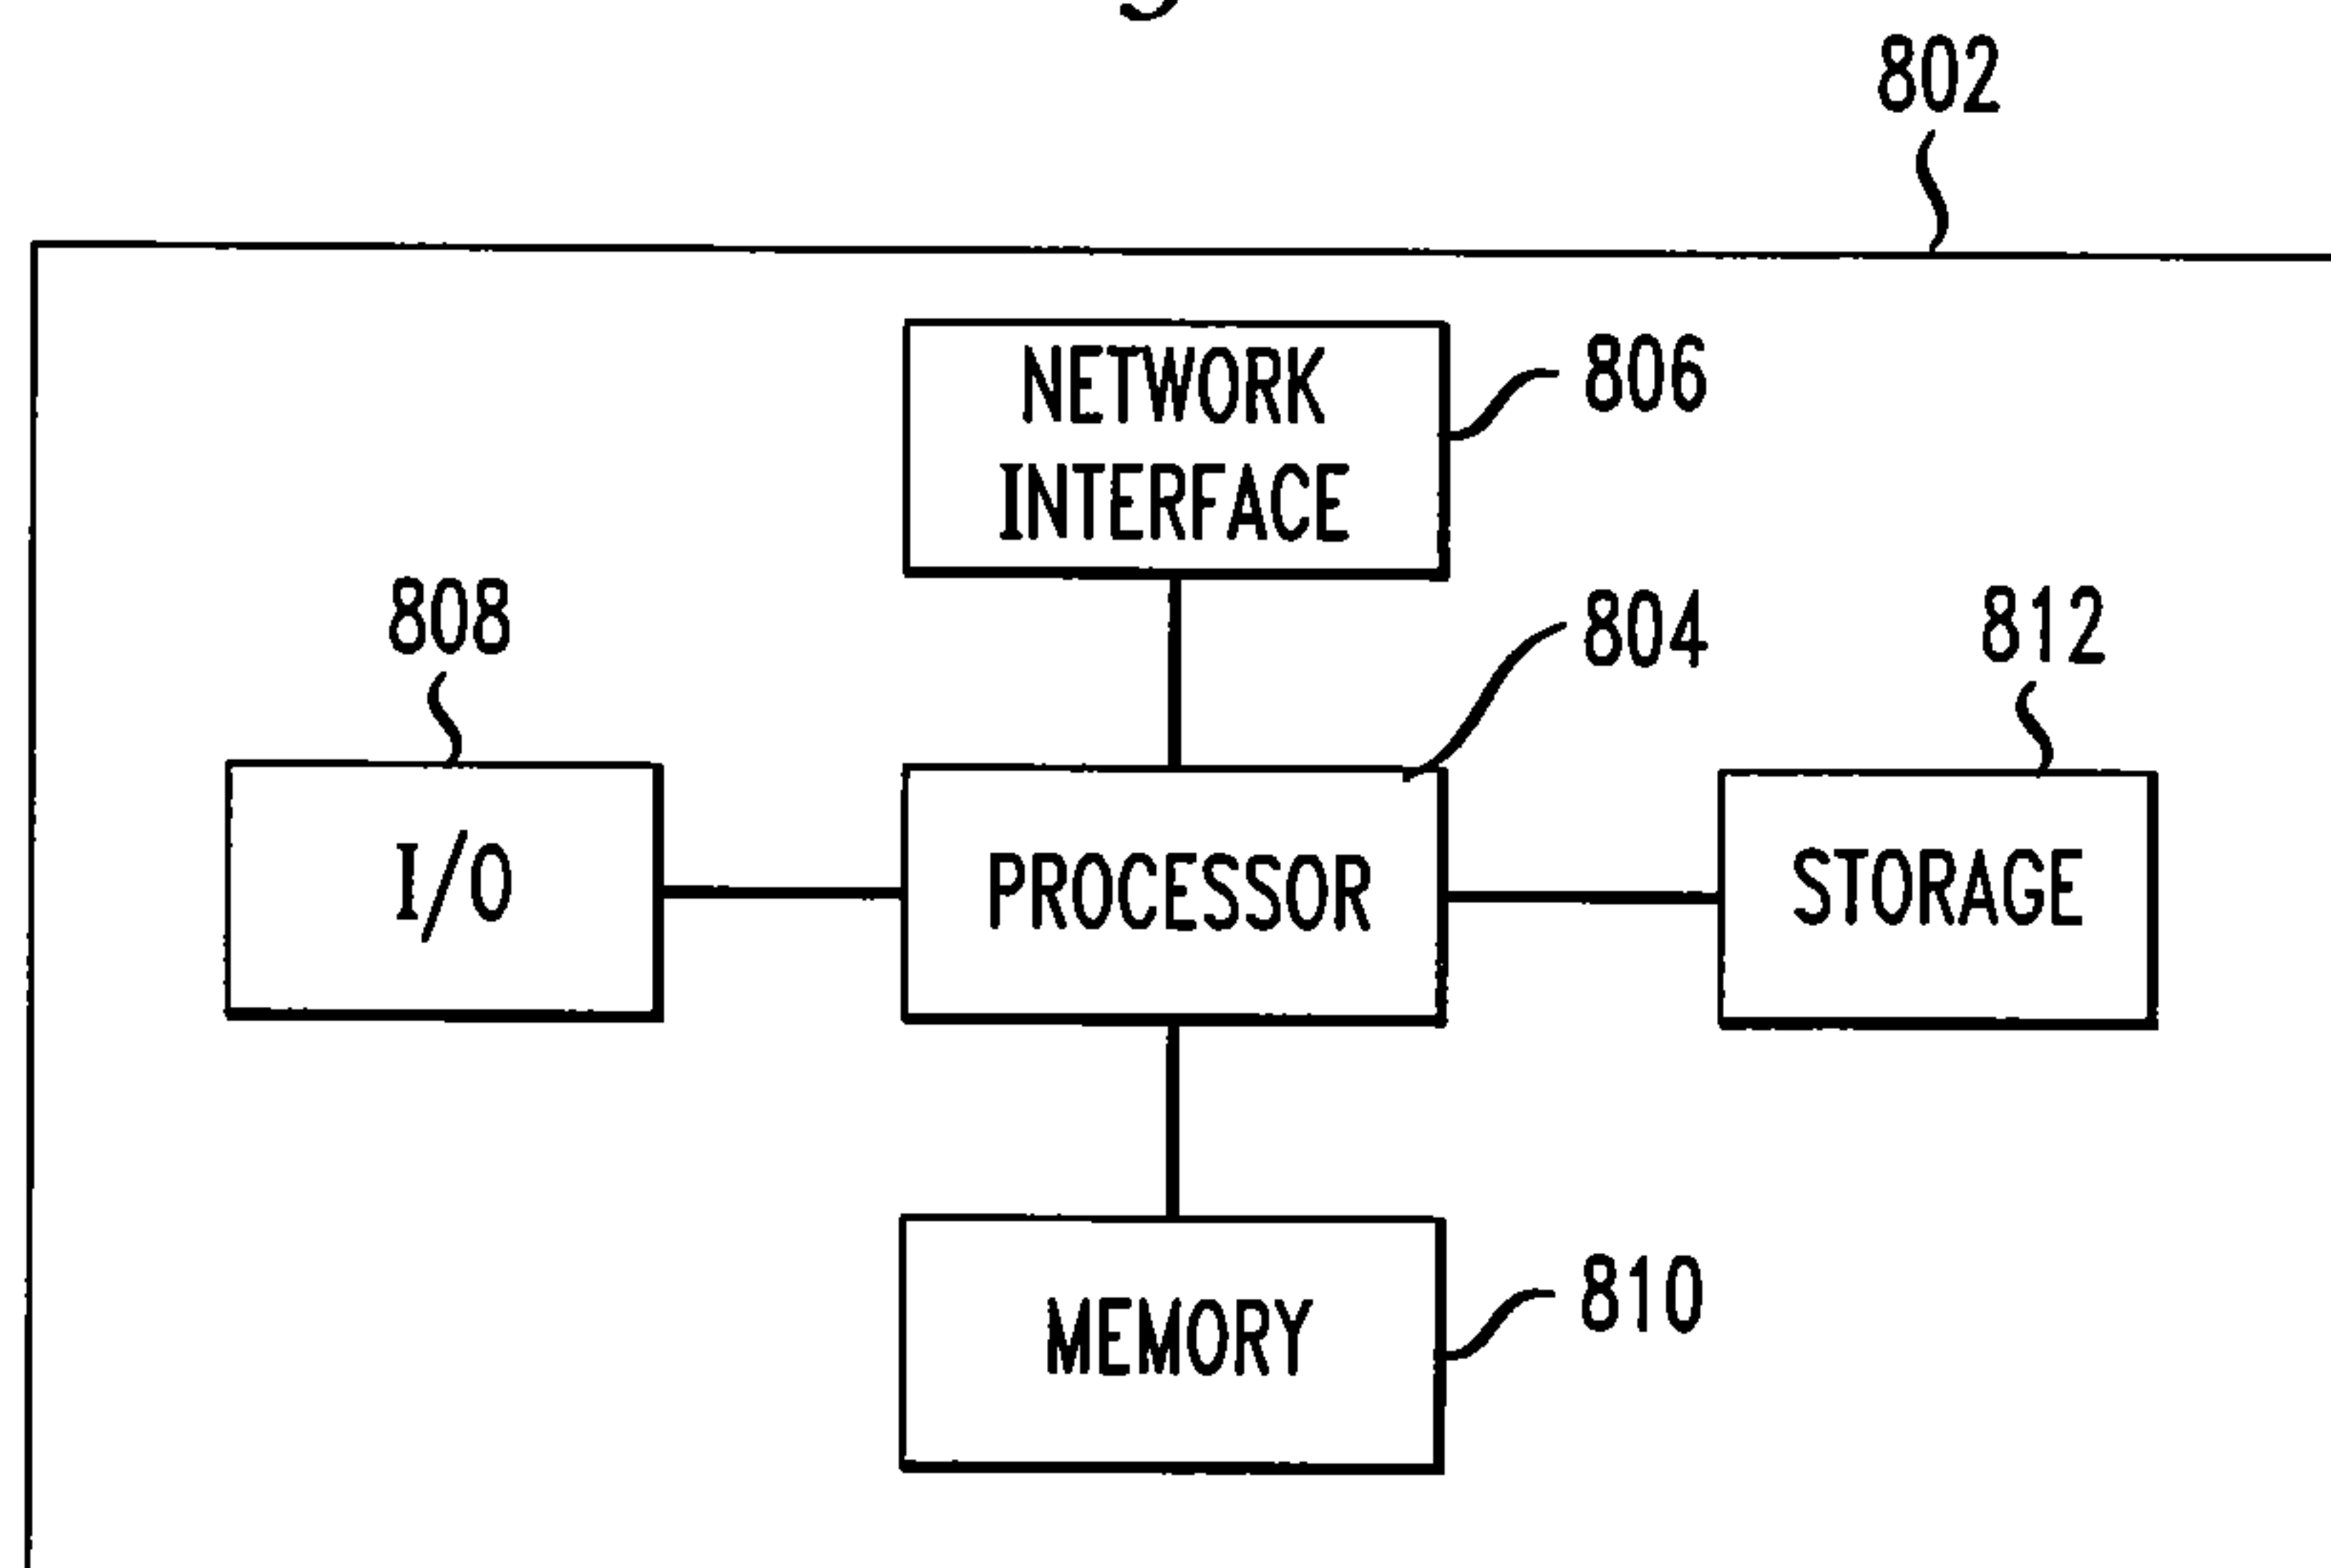 802
NETWORK
INTERFACE
806
808
804
812
I/O
PROCESSOR
STORAGE
MEMORY
810